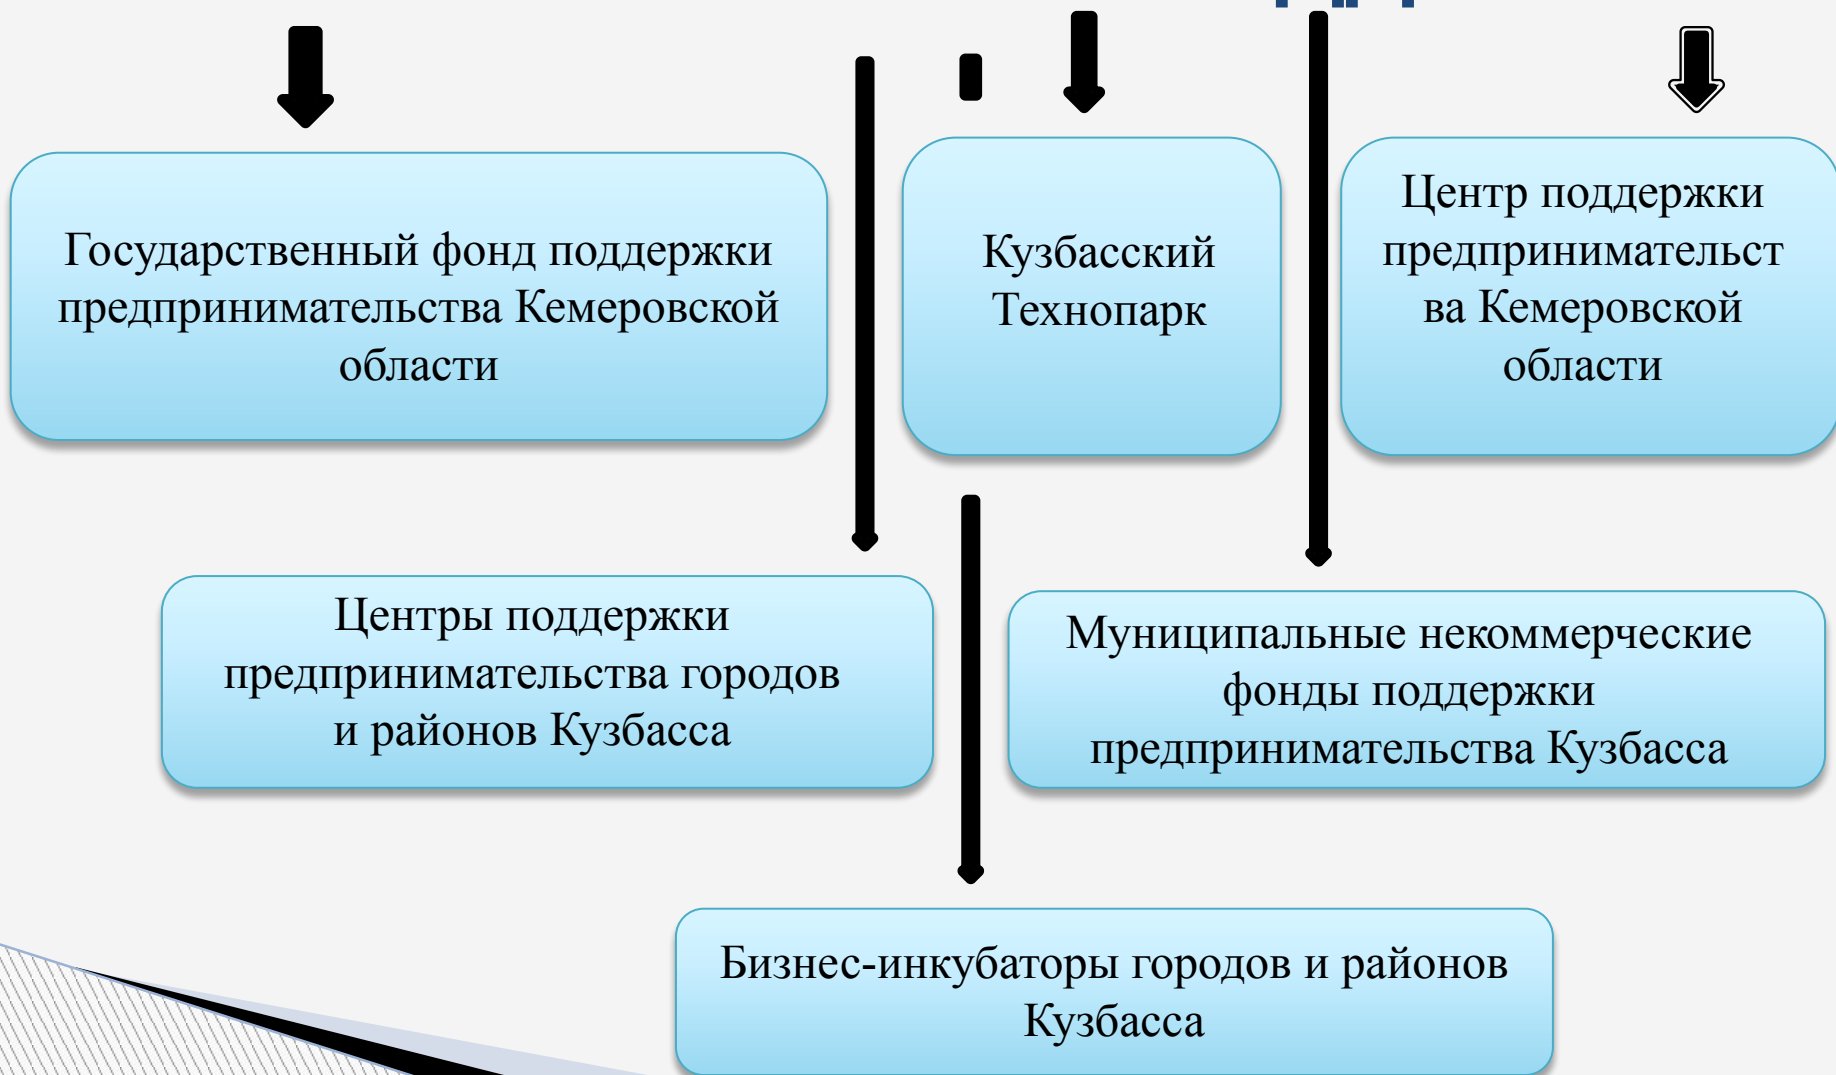 Государственный фонд поддержки
предпринимательства Кемеровской
области
Кузбасский
Технопарк
Центр поддержки
предпринимательст
ва Кемеровской
области
Центры поддержки
предпринимательства городов
и районов Кузбасса
Муниципальные некоммерческие
фонды поддержки
предпринимательства Кузбасса
Бизнес-инкубаторы городов и районов
Кузбасса